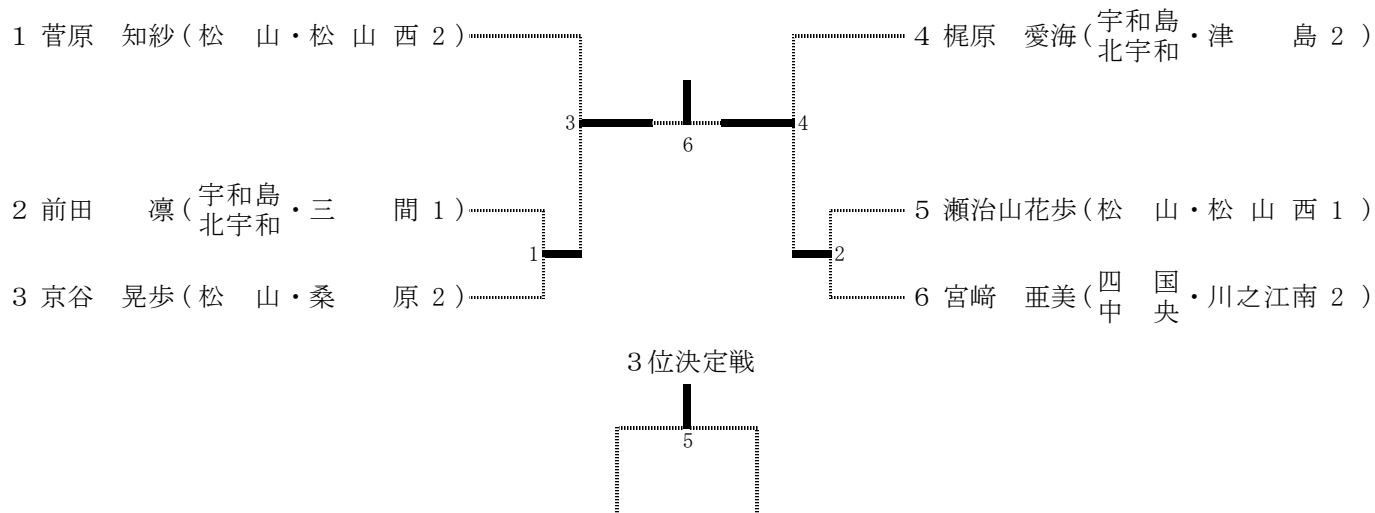 1 菅原　知紗(松　山・松 山 西 2)
4 梶原　愛海(宇和島北宇和・津　　島 2 )
3
4
6
2 前田　　凛(宇和島北宇和・三　　間 1)
5 瀬治山花歩(松　山・松 山 西 1 )
1
2
3 京谷　晃歩(松　山・桑　　原 2)
6 宮﨑　亜美(四　国中　央・川之江南 2 )
3位決定戦
5